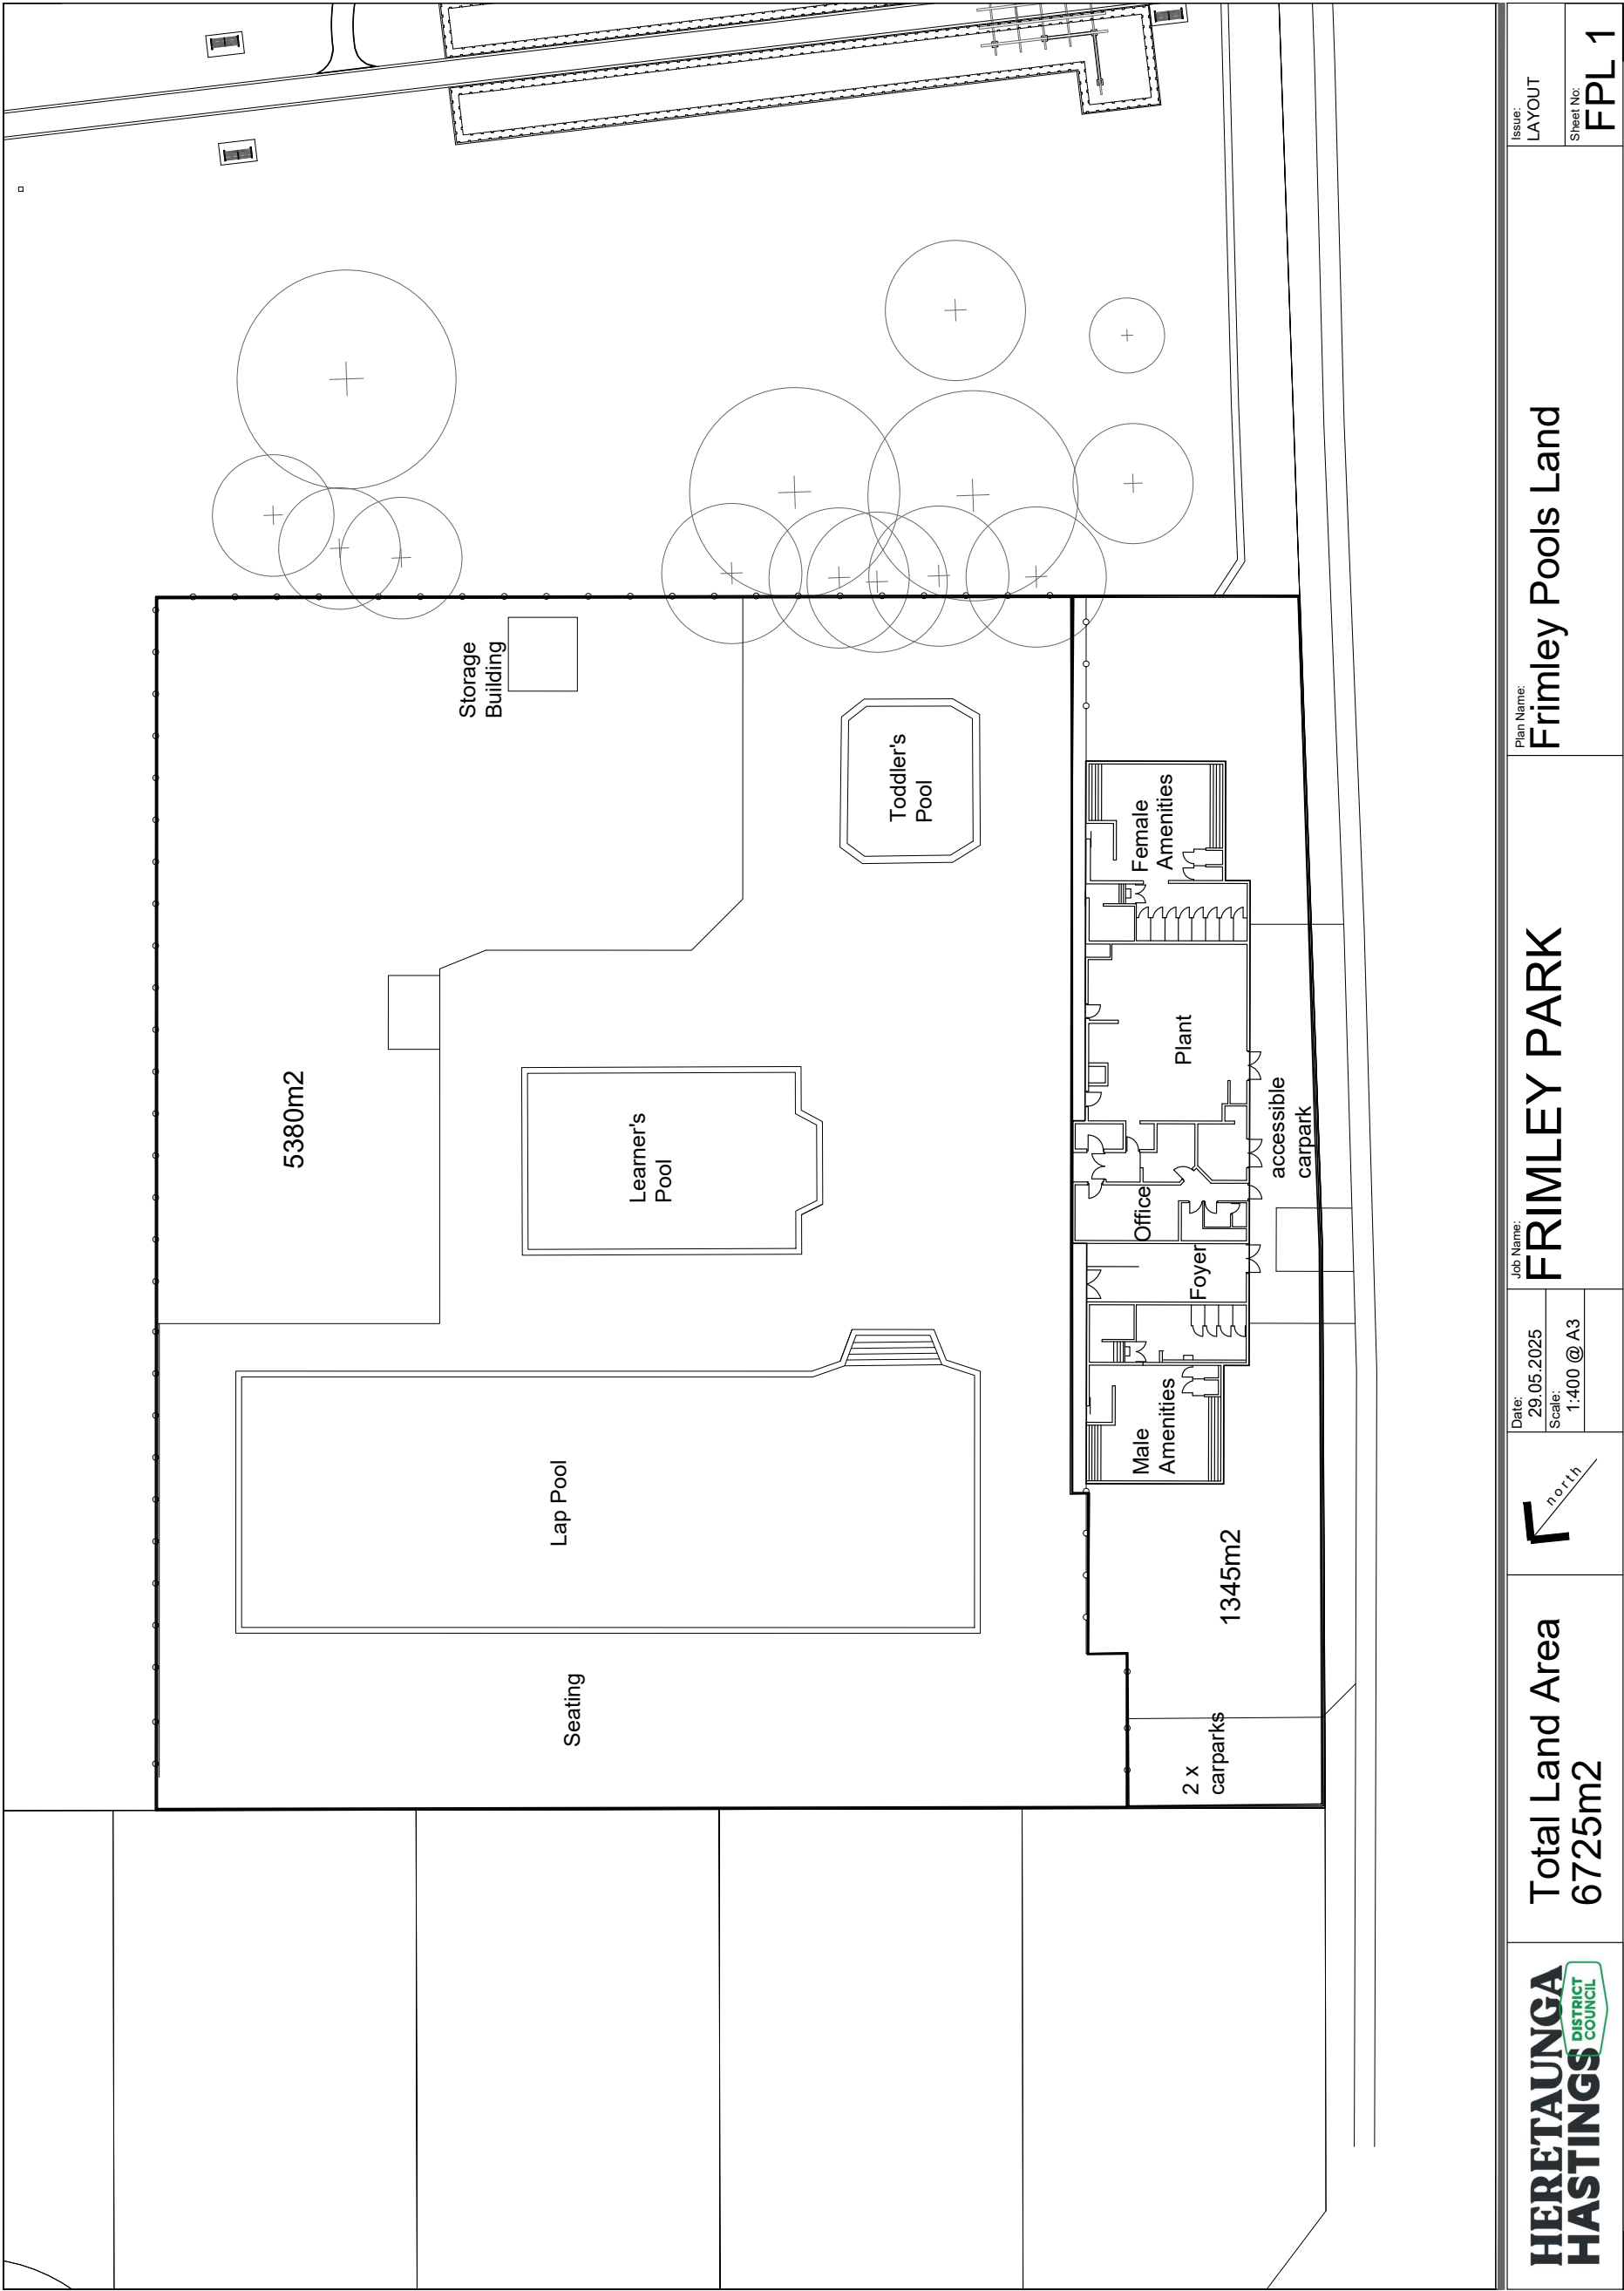 Storage
Building
5380m2
Toddler's
Pool
Learner's
Pool
Lap Pool
Seating
Female
Amenities
Plant
accessible
carpark
Office
Foyer
Male
Amenities
1345m2
2 x
carparks
HERETAUNGA
HASTINGS
DISTRICT
COUNCIL
Total Land Area
6725m2
north
Date:
29.05.2025
Scale:
1:400 @ A3
Job Name:
FRIMLEY PARK
Plan Name:
Frimley Pools Land
Issue:
LAYOUT
Sheet No:
FPL 1